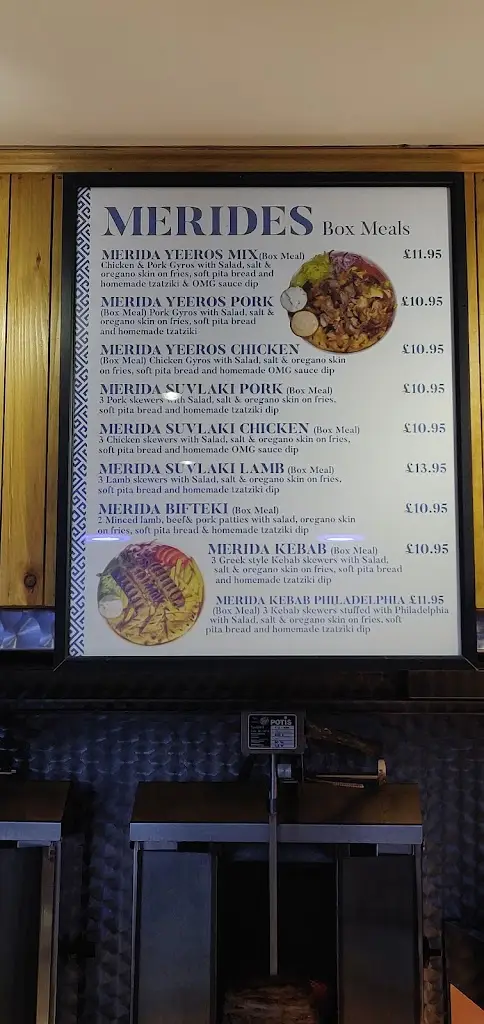 MERIDES Box Meals
MERIDA YEEROS MIX(Box Meal) £11.95
Chicken & Pork Gyros with Salad, salt &
oregano skin on fries, soft pita bread and
homemade tzatziki & OMG sauce dip
MERIDA YEEROS PORK £10.95
(Box Meal) Pork Gyros with Salad, salt &
oregano skin on fries, soft pita bread
and homemade tzatziki
MERIDA YEEROS CHICKEN £10.95
(Box Meal) Chicken Gyros with Salad, salt & oregano skin
on fries, soft pita bread and homemade OMG sauce dip
MERIDA SUVLAKI PORK (Box Meal) £10.95
3 Pork skewers with Salad, salt & oregano skin on fries,
soft pita bread and homemade tzatziki dip
MERIDA SUVLAKI CHICKEN (Box Meal) £10.95
3 Chicken skewers with Salad, salt & oregano skin on fries,
soft pita bread and homemade OMG sauce dip
MERIDA SUVLAKI LAMB (Box Meal) £13.95
3 Lamb skewers with Salad, salt & oregano skin on fries,
soft pita bread and homemade tzatziki dip
MERIDA BIFTEKI (Box Meal) £10.95
2 Minced lamb, beef& pork patties with salad, oregano skin
on fries, soft pita bread & homemade tzatziki dip
MERIDA KEBAB (Box Meal) £10.95
3 Greek style Kebab skewers with Salad,
salt & oregano skin on fries, soft pita bread
and homemade tzatziki dip
MERIDA KEBAB PHILADELPHIA £11.95
(Box Meal) 3 Kebab skewers stuffed with Philadelphia
with Salad, salt & oregano skin on fries, soft
pita bread and homemade tzatziki dip
POTIS